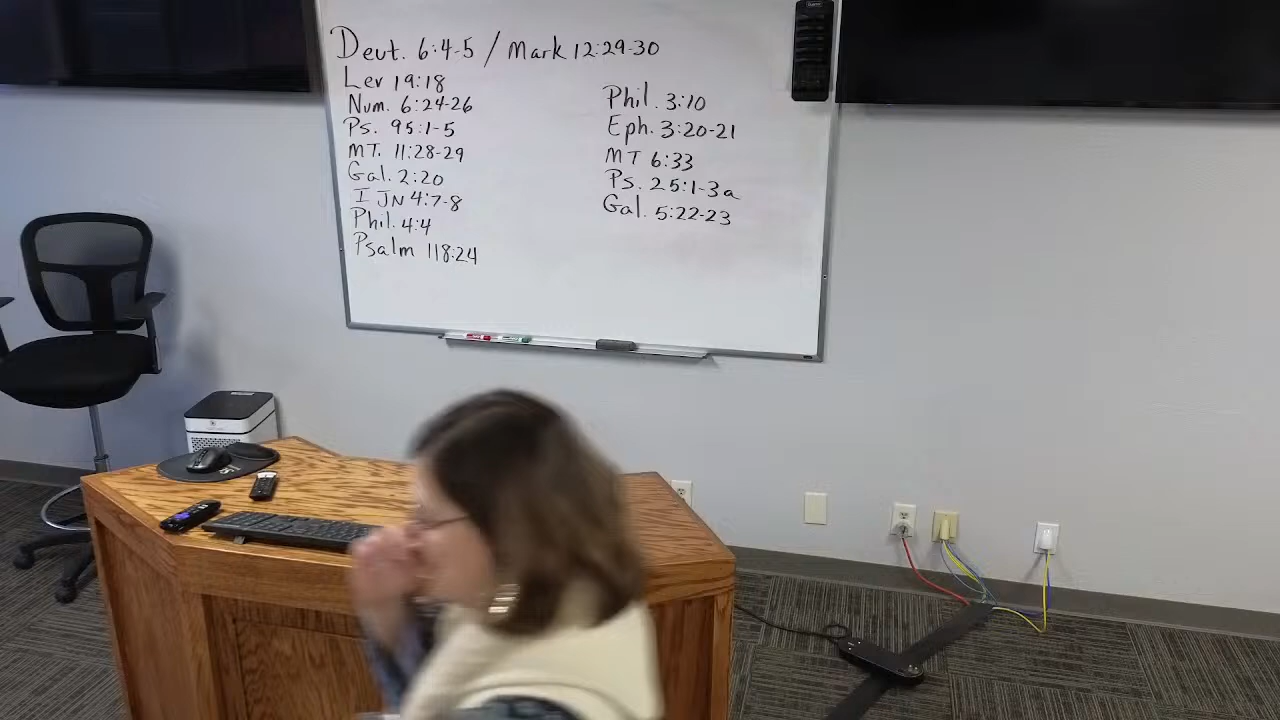 Deut. 6:4-5 / Mark 12:29-30
Lev 19:18
Num. 6:24-26
Ps. 95:1-5
MT. 11:28-29
Gal. 2:20
I JN 4:7-8
Phil. 4:4
Psalm 118:24
Phil. 3:10
Eph. 3:20-21
MT 6:33
Ps. 25:1-3a
Gal. 5:22-23